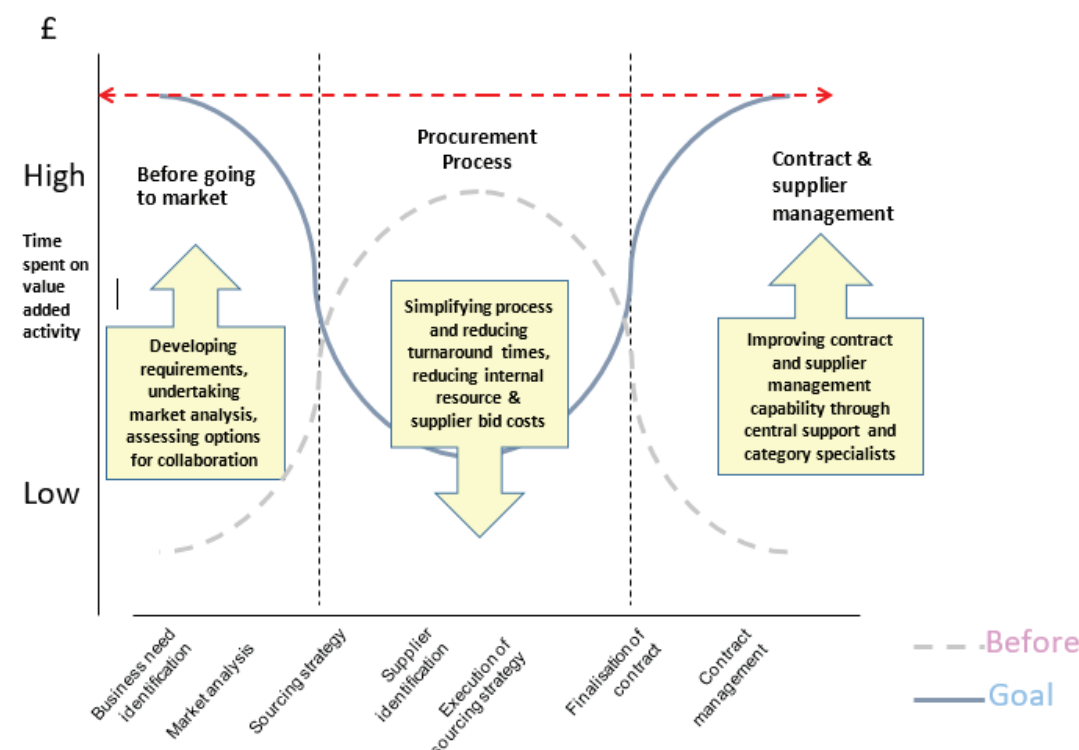 £
High
Time
spent on
value
added
activity
Low
Before going
to market
Developing
requirements,
undertaking
market analysis,
assessing options
for collaboration
Procurement
Process
Simplifying process
and reducing
turnaround times,
reducing internal
resource &
supplier bid costs
Contract &
supplier
management
Improving contract
and supplier
management
capability through
central support and
category specialists
Business need
identification
Market analysis
Sourcing strategy
Supplier
identification
Execution of
sourcing strategy
Finalisation of
contract
Contract
management
Before
Goal